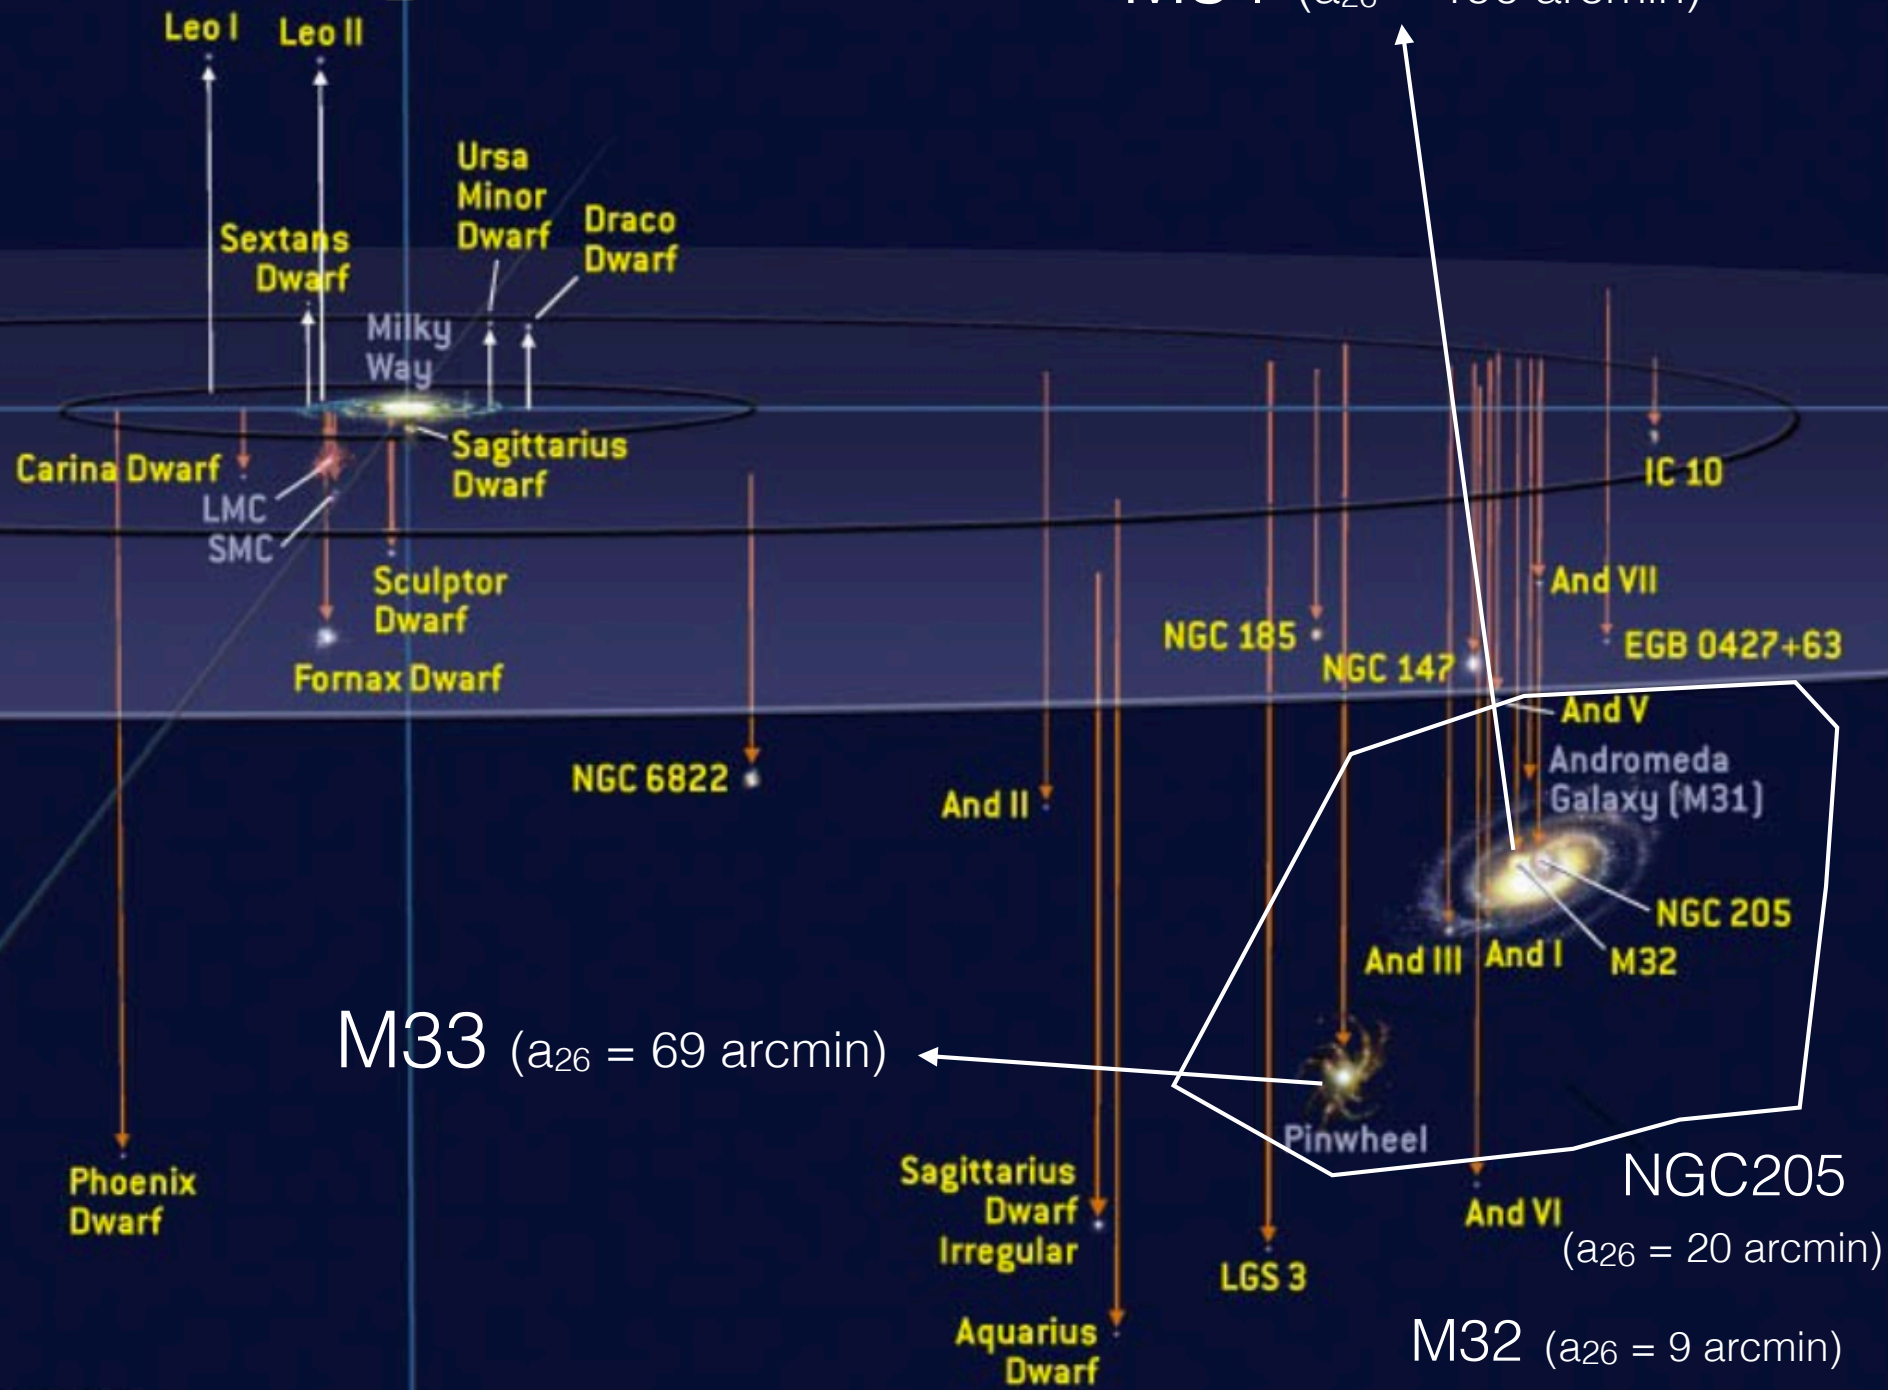 Leo I
Leo II
Ursa
Minor
Dwarf
Draco
Dwarf
Sextans
Dwarf
Milky
Way
Sagittarius
Dwarf
Carina Dwarf
LMC
SMC
Sculptor
Dwarf
Fornax Dwarf
IC 10
And VII
NGC 185
EGB 0427+63
NGC 147
And V
NGC 6822
And II
Andromeda
Galaxy (M31)
NGC 205
And III
And I
M32
M33 (a26 = 69 arcmin)
Pinwheel
Phoenix
Dwarf
Sagittarius
Dwarf
Irregular
And VI
NGC205
(a26 = 20 arcmin)
LGS 3
Aquarius
Dwarf
M32 (a26 = 9 arcmin)